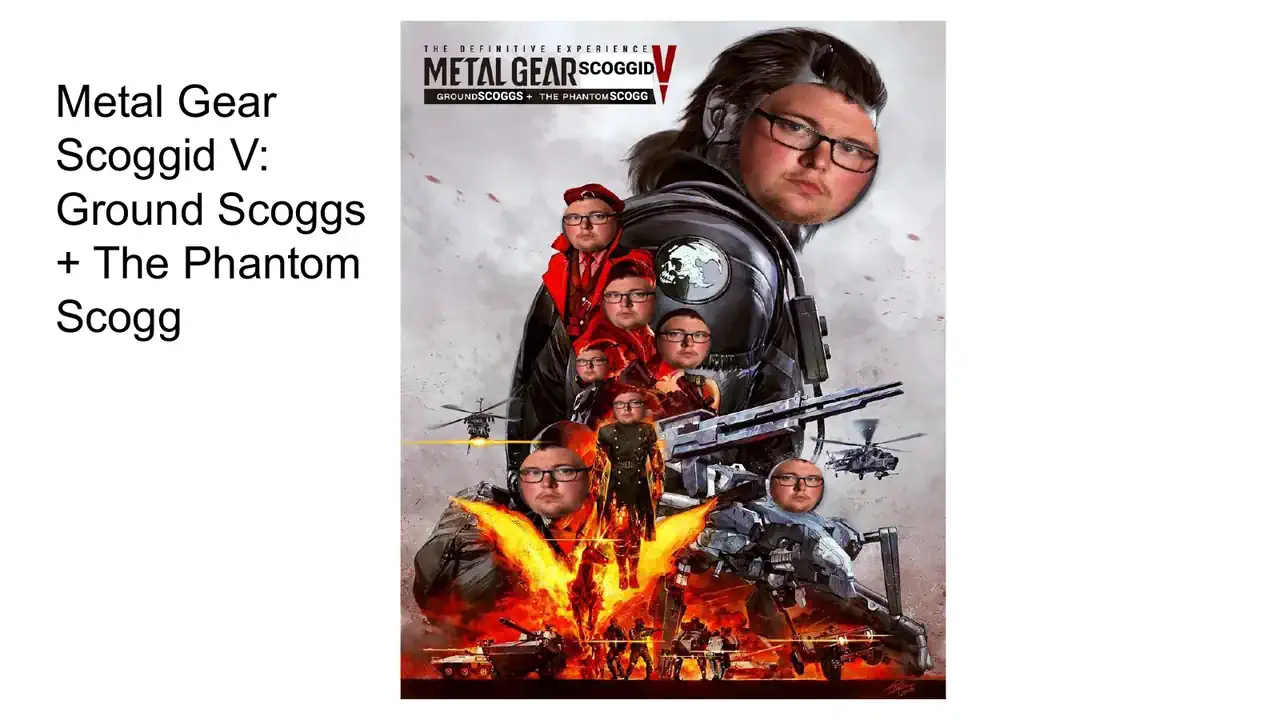 Metal Gear
Scoggid V:
Ground Scoggs
+ The Phantom
Scogg
THE DEFINITIVE EXPERIENCE
METAL GEAR SCOGGID V
GROUNDSCOGGS + THE PHANTOMSCOGG